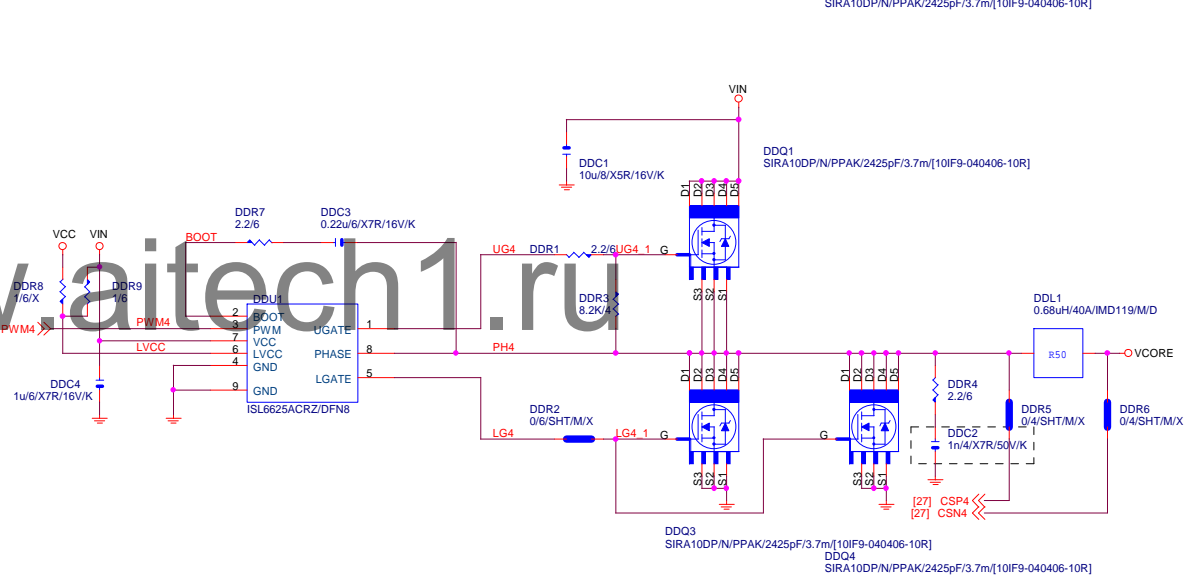 SIRA10DP/N/PPAK/2425pF/3.7m/[10IF9-040406-10R]
VIN
DDQ1
SIRA10DP/N/PPAK/2425pF/3.7m/[10IF9-040406-10R]
DDC1
10u/8/X5R/16V/K
D1 D2 D3 D4 D5
G
S3 S2 S1
VCC VIN
DDR7
2.2/6
DDC3
0.22u/6/X7R/16V/K
BOOT
UG4 DDR1 2.2/6 UG4_1
DDR8
1/6/X
DDR9
1/6
w.aitech1.ru
DDR3
8.2K/4
DDU1
PWM4 PWM4
2 BOOT
3 PWM
7 VCC
6 LVCC
4 GND
9 GND
UGATE 1
PHASE 8
LGATE 5
ISL6625ACRZ/DFN8
LVCC
PH4
DDC4
1u/6/X7R/16V/K
DDL1
0.68uH/40A/IMD119/M/D
R50
VCORE
D1 D2 D3 D4 D5
D1 D2 D3 D4 D5
DDR4
2.2/6
DDR2
0/6/SHT/M/X
LG4 LG4_1 G
G
DDR5
0/4/SHT/M/X
DDR6
0/4/SHT/M/X
DDC2
1n/4/X7R/50V/K
S3 S2 S1
S3 S2 S1
[27] CSP4
[27] CSN4
DDQ3
SIRA10DP/N/PPAK/2425pF/3.7m/[10IF9-040406-10R]
DDQ4
SIRA10DP/N/PPAK/2425pF/3.7m/[10IF9-040406-10R]